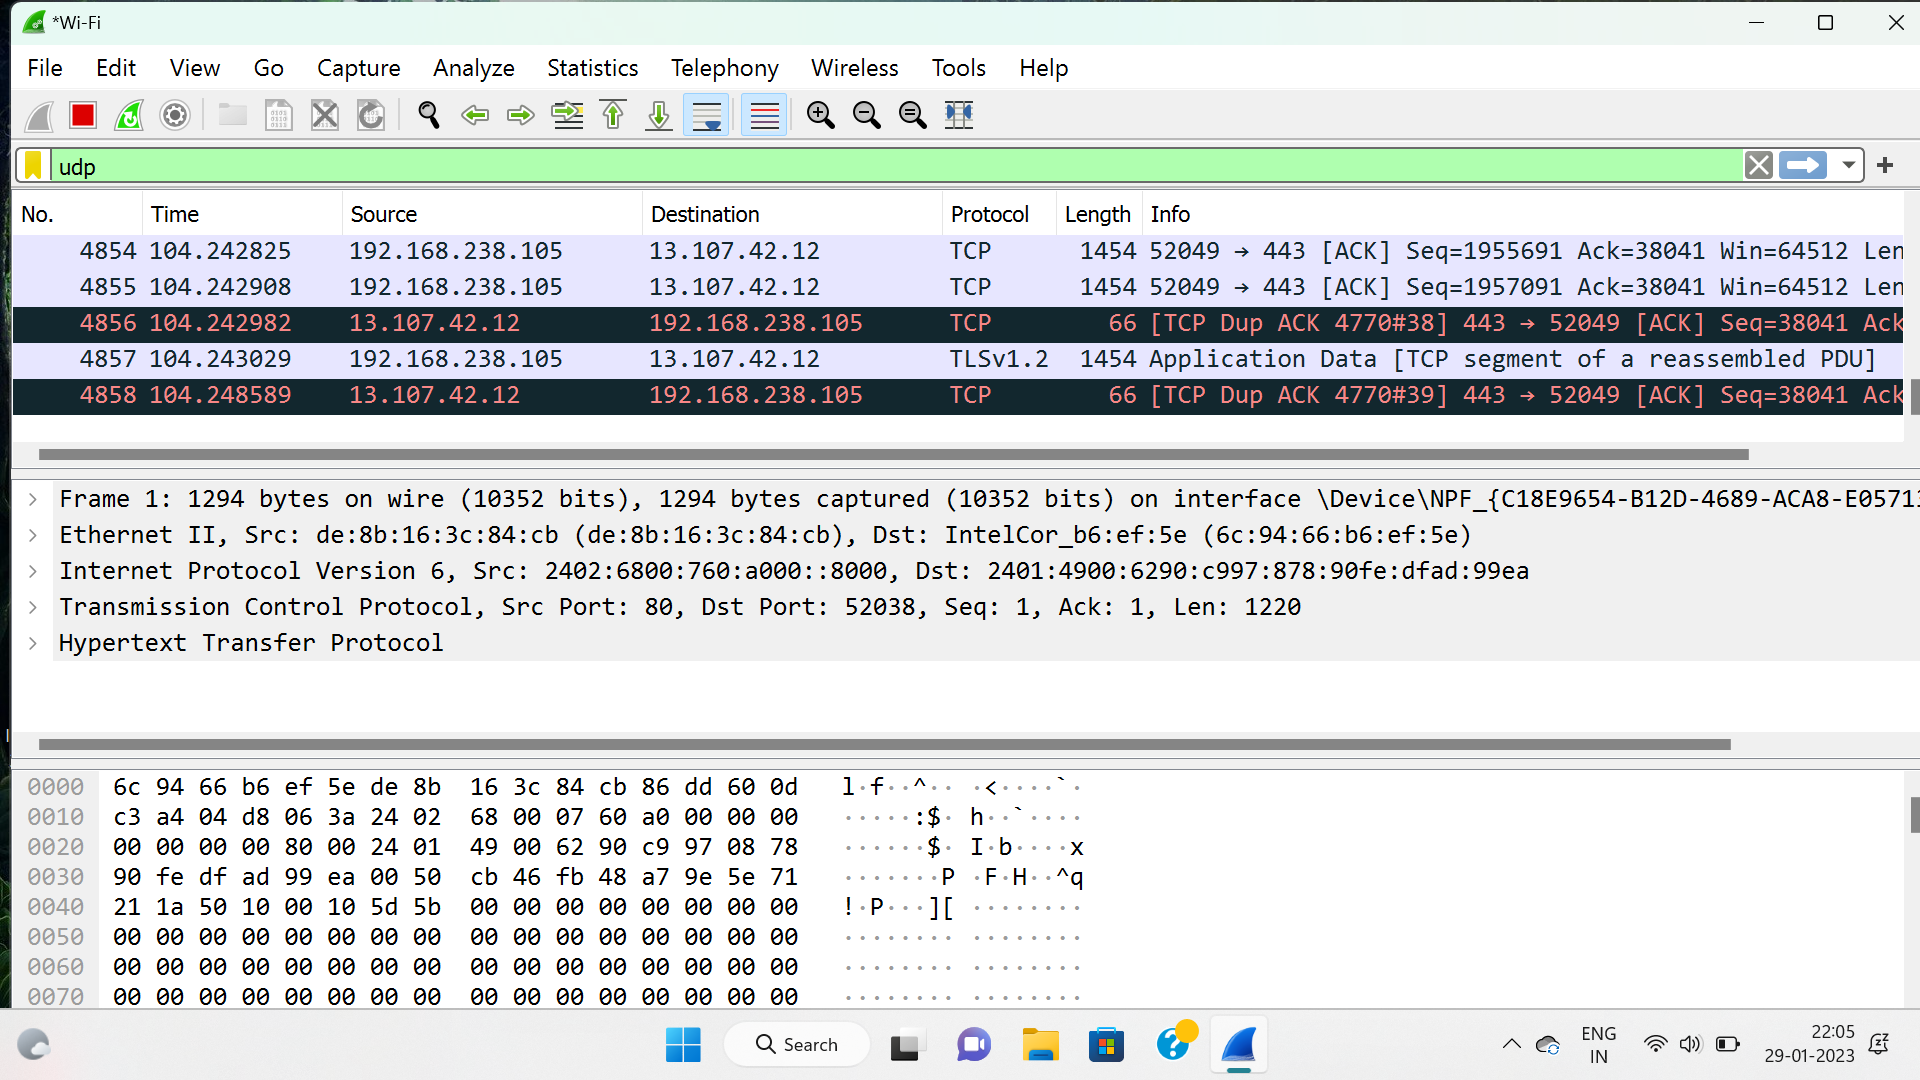 *Wi-Fi
File Edit View Go Capture Analyze Statistics Telephony Wireless Tools Help
udp
No. Time Source Destination Protocol Length Info
4854 104.242825 192.168.238.105 13.107.42.12 TCP 1454 52049 → 443 [ACK] Seq=1955691 Ack=38041 Win=64512 Len
4855 104.242908 192.168.238.105 13.107.42.12 TCP 1454 52049 → 443 [ACK] Seq=1957091 Ack=38041 Win=64512 Len
4856 104.242982 13.107.42.12 192.168.238.105 TCP 66 [TCP Dup ACK 4770#38] 443 → 52049 [ACK] Seq=38041 Ack
4857 104.243029 192.168.238.105 13.107.42.12 TLSv1.2 1454 Application Data [TCP segment of a reassembled PDU]
4858 104.248589 13.107.42.12 192.168.238.105 TCP 66 [TCP Dup ACK 4770#39] 443 → 52049 [ACK] Seq=38041 Ack
Frame 1: 1294 bytes on wire (10352 bits), 1294 bytes captured (10352 bits) on interface \Device\NPF_{C18E9654-B12D-4689-ACA8-E05713
Ethernet II, Src: de:8b:16:3c:84:cb (de:8b:16:3c:84:cb), Dst: IntelCor_b6:ef:5e (6c:94:66:b6:ef:5e)
Internet Protocol Version 6, Src: 2402:6800:760:a000::8000, Dst: 2401:4900:6290:c997:878:90fe:dfad:99ea
Transmission Control Protocol, Src Port: 80, Dst Port: 52038, Seq: 1, Ack: 1, Len: 1220
Hypertext Transfer Protocol
0000 6c 94 66 b6 ef 5e de 8b 16 3c 84 cb 86 dd 60 0d l·f··^·· ·<····`·
0010 c3 a4 04 d8 06 3a 24 02 68 00 07 60 a0 00 00 00 ·····:$· h··`····
0020 00 00 00 00 80 00 24 01 49 00 62 90 c9 97 08 78 ······$· I·b····x
0030 90 fe df ad 99 ea 00 50 cb 46 fb 48 a7 9e 5e 71 ·······P ·F·H··^q
0040 21 1a 50 10 00 10 5d 5b 00 00 00 00 00 00 00 00 !·P···][ ········
0050 00 00 00 00 00 00 00 00 00 00 00 00 00 00 00 00 ········ ········
0060 00 00 00 00 00 00 00 00 00 00 00 00 00 00 00 00 ········ ········
0070 00 00 00 00 00 00 00 00 00 00 00 00 00 00 00 00 ········ ········
Search
ENG
IN
22:05
29-01-2023